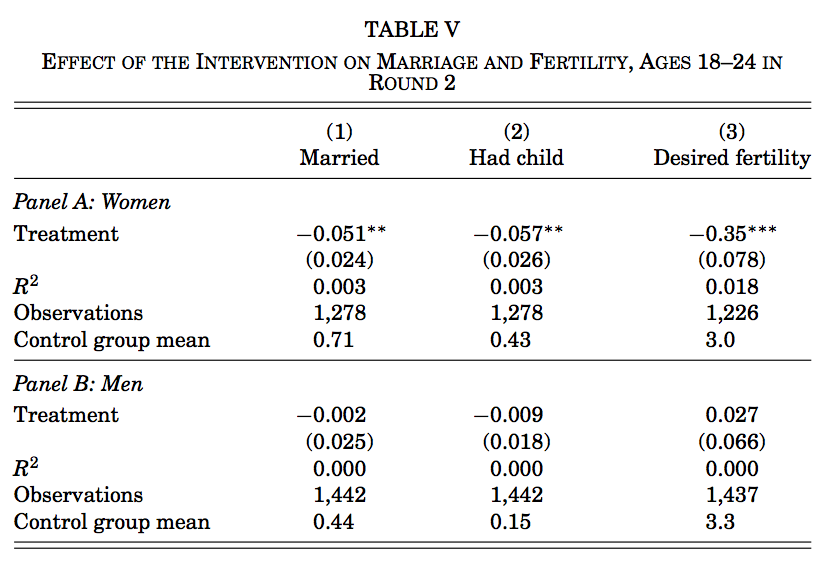 TABLE V
EFFECT OF THE INTERVENTION ON MARRIAGE AND FERTILITY, AGES 18–24 IN
ROUND 2
(1) (2) (3)
Married Had child Desired fertility
Panel A: Women
Treatment −0.051** −0.057** −0.35***
(0.024) (0.026) (0.078)
R² 0.003 0.003 0.018
Observations 1,278 1,278 1,226
Control group mean 0.71 0.43 3.0
Panel B: Men
Treatment −0.002 −0.009 0.027
(0.025) (0.018) (0.066)
R² 0.000 0.000 0.000
Observations 1,442 1,442 1,437
Control group mean 0.44 0.15 3.3